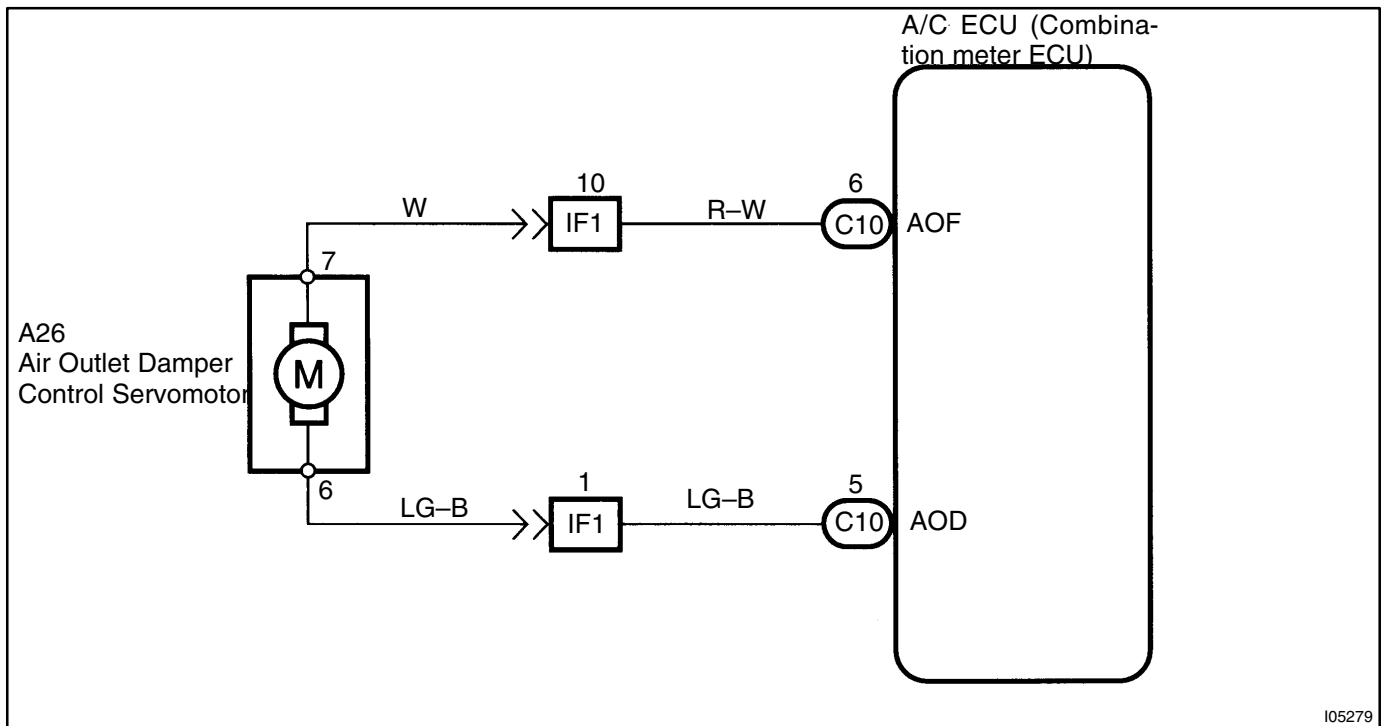 A/C ECU (Combina-
tion meter ECU)
10
6
W
IF1
R–W
C10
AOF
7
A26
Air Outlet Damper
Control Servomotor
M
6
1
5
LG–B
IF1
LG–B
C10
AOD
I05279